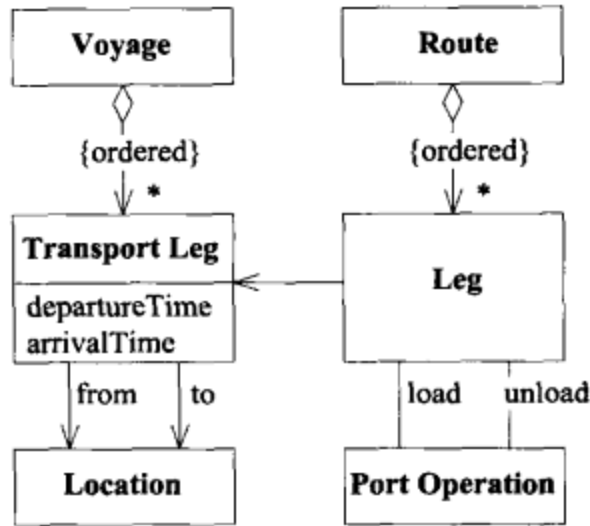 Voyage
Route
{ordered}
{ordered}
*
*
Transport Leg
Leg
departureTime
arrivalTime
from
to
load
unload
Location
Port Operation